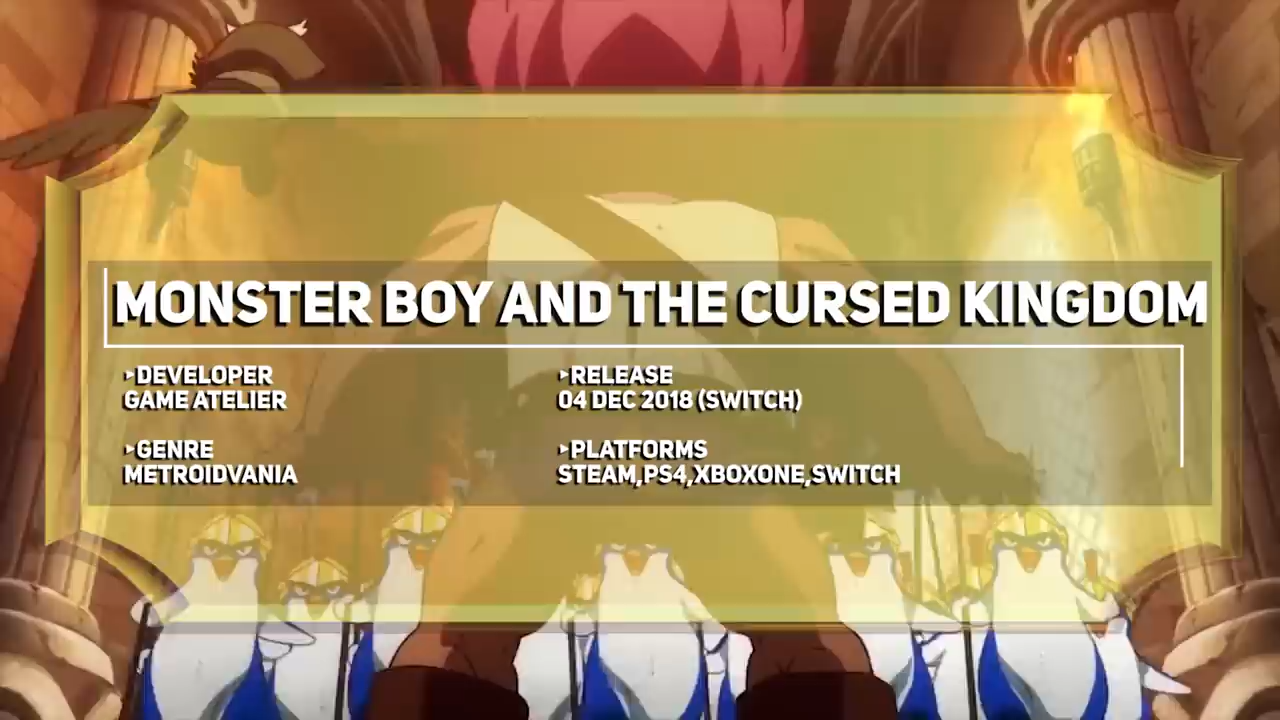 MONSTER BOY AND THE CURSED KINGDOM
▸DEVELOPER
GAME ATELIER
▸GENRE
METROIDVANIA
▸RELEASE
04 DEC 2018 (SWITCH)
▸PLATFORMS
STEAM,PS4,XBOXONE,SWITCH